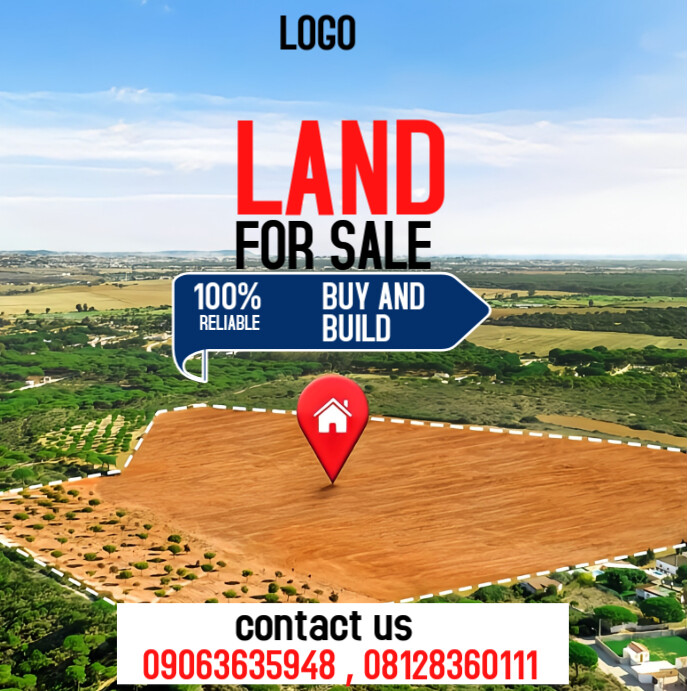 LOGO
LAND
FOR SALE
100%
RELIABLE
BUY AND
BUILD
contact us
09063635948 , 08128360111